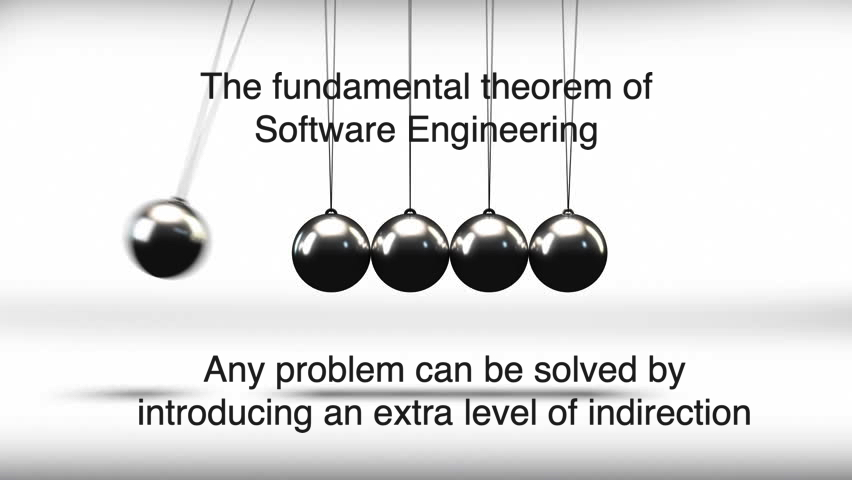 The fundamental theorem of
Software Engineering
Any problem can be solved by
introducing an extra level of indirection